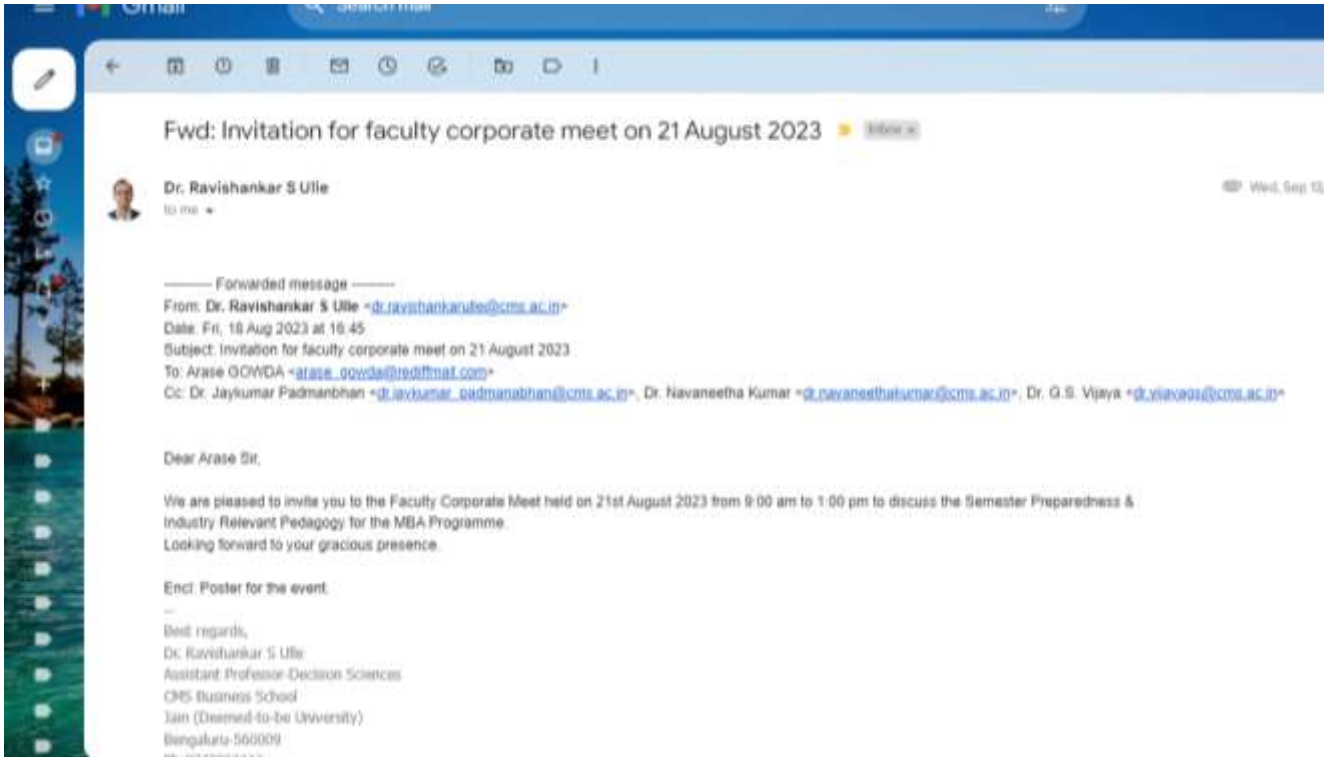 Gmail
Search mail
Fwd: Invitation for faculty corporate meet on 21 August 2023 Inbox x
Dr. Ravishankar S Ulle
Wed, Sep 13,
to me
---------- Forwarded message ---------
From: Dr. Ravishankar S Ulle <dr.ravishankarulle@cms.ac.in>
Date: Fri, 18 Aug 2023 at 16:45
Subject: Invitation for faculty corporate meet on 21 August 2023
To: Arase GOWDA <arase_gowda@rediffmail.com>
Cc: Dr. Jaykumar Padmanbhan <dr.jaykumar_padmanabhan@cms.ac.in>, Dr. Navaneetha Kumar <dr.navaneethakumar@cms.ac.in>, Dr. G.S. Vijaya <dr.vijayags@cms.ac.in>
Dear Arase Sir,
We are pleased to invite you to the Faculty Corporate Meet held on 21st August 2023 from 9:00 am to 1:00 pm to discuss the Semester Preparedness &
Industry Relevant Pedagogy for the MBA Programme.
Looking forward to your gracious presence.
Encl: Poster for the event.
--
Best regards,
Dr. Ravishankar S Ulle
Assistant Professor-Decision Sciences
CMS Business School
Jain (Deemed-to-be University)
Bengaluru-560009